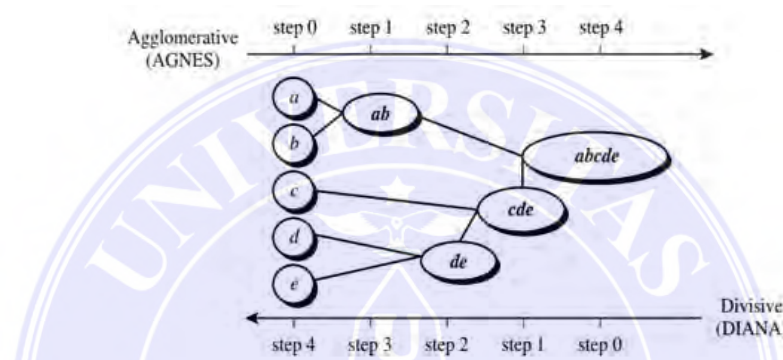 step 0 step 1 step 2 step 3 step 4
Agglomerative
(AGNES)
a
ab
b
abcde
c
cde
d
de
e
Divisive
(DIANA
step 4 step 3 step 2 step 1 step 0
UNIVERSITAS
U